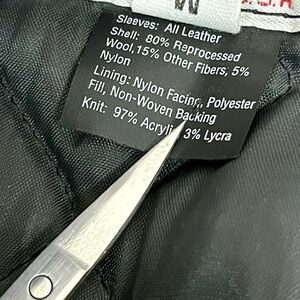 M
Sleeves: All Leather
Shell: 80% Reprocessed
Wool, 15% Other Fibers, 5%
Nylon
Lining: Nylon Facing, Polyester
Fill, Non-Woven Backing
Knit: 97% Acrylic 3% Lycra